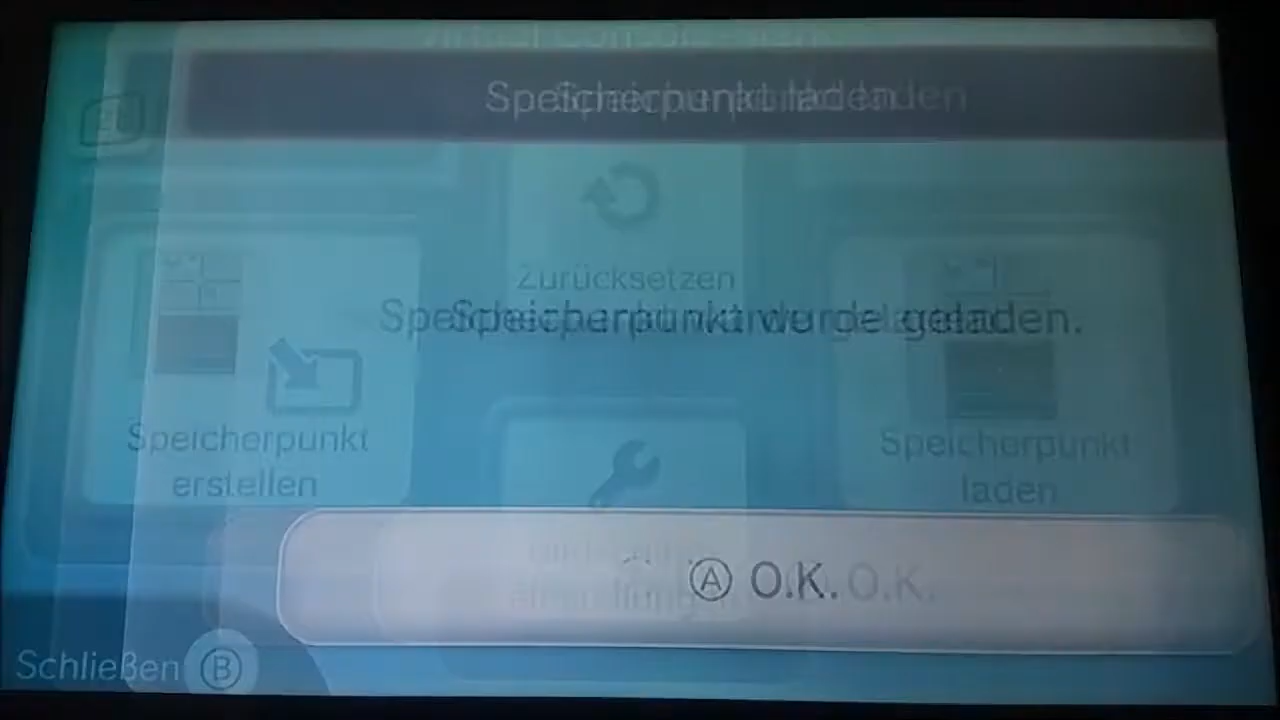 Speicherpunkt laden
Zurücksetzen
Speicherpunkt wurde geladen.
Speicherpunkt
erstellen
Speicherpunkt
laden
Ⓐ O.K.
Schließen Ⓑ